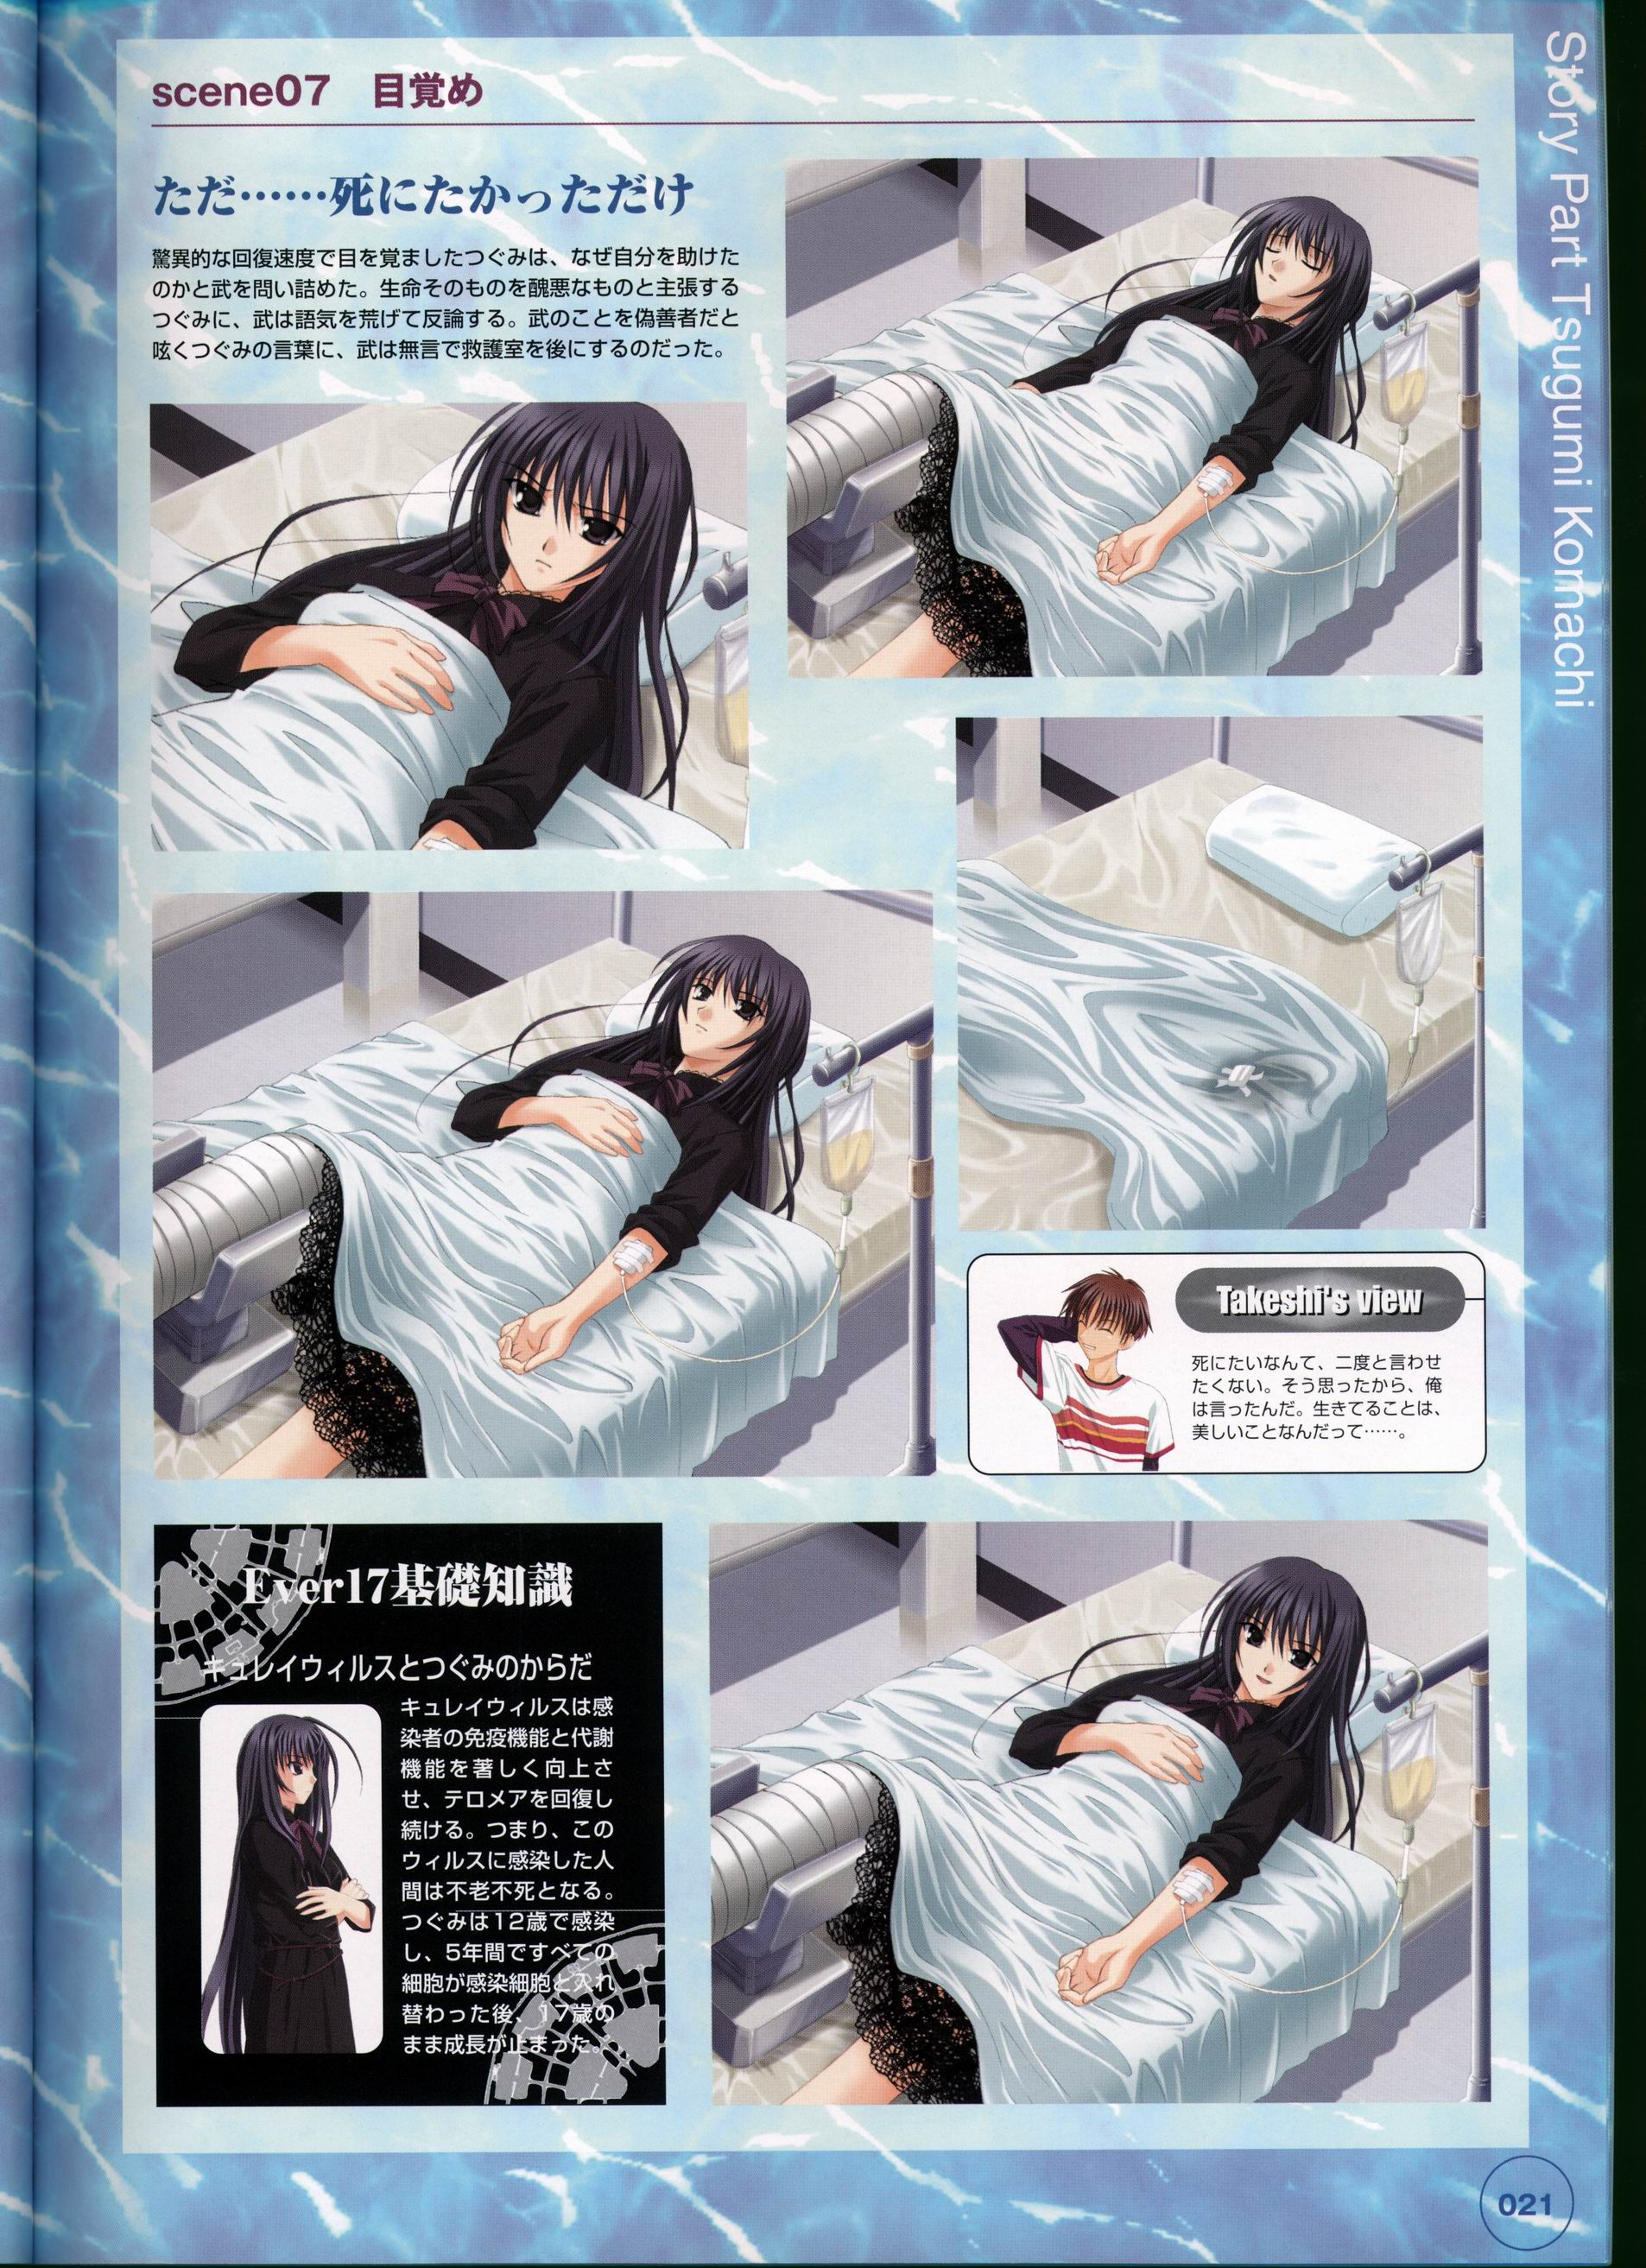 scene07 目覚め
ただ……死にたかっただけ
驚異的な回復速度で目を覚ましたつぐみは、なぜ自分を助けた
のかと武を問い詰めた。生命そのものを醜悪なものと主張する
つぐみに、武は語気を荒げて反論する。武のことを偽善者だと
呟くつぐみの言葉に、武は無言で救護室を後にするのだった。
Story Part Tsugumi Komachi
Takeshi's view
死にたいなんて、二度と言わせ
たくない。そう思ったから、俺
は言ったんだ。生きてることは、
美しいことなんだって……。
Ever17基礎知識
キュレイウィルスとつぐみのからだ
キュレイウィルスは感
染者の免疫機能と代謝
機能を著しく向上さ
せ、テロメアを回復し
続ける。つまり、この
ウィルスに感染した人
間は不老不死となる。
つぐみは12歳で感染
し、5年間ですべての
細胞が感染細胞と入れ
替わった後、17歳の
まま成長が止まった。
021